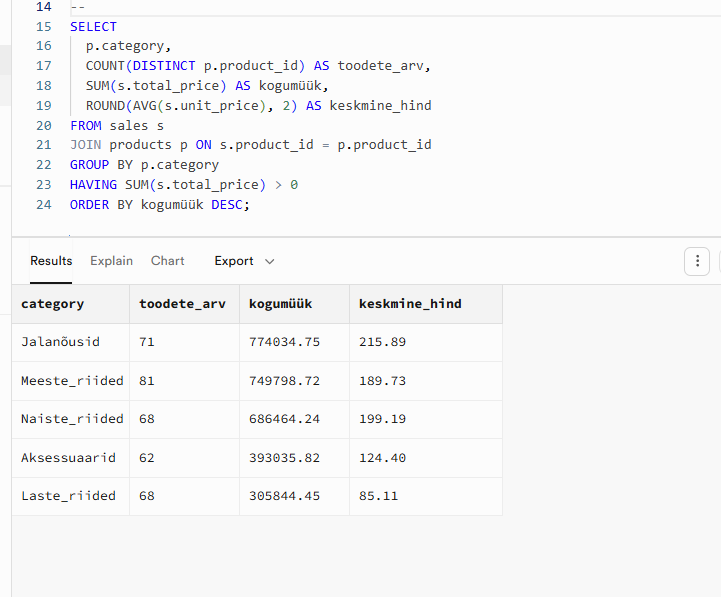 14 --
15 SELECT
16 p.category,
17 COUNT(DISTINCT p.product_id) AS toodete_arv,
18 SUM(s.total_price) AS kogumüük,
19 ROUND(AVG(s.unit_price), 2) AS keskmine_hind
20 FROM sales s
21 JOIN products p ON s.product_id = p.product_id
22 GROUP BY p.category
23 HAVING SUM(s.total_price) > 0
24 ORDER BY kogumüük DESC;
Results Explain Chart Export
category toodete_arv kogumüük keskmine_hind
Jalanõusid 71 774034.75 215.89
Meeste_riided 81 749798.72 189.73
Naiste_riided 68 686464.24 199.19
Aksessuaarid 62 393035.82 124.40
Laste_riided 68 305844.45 85.11